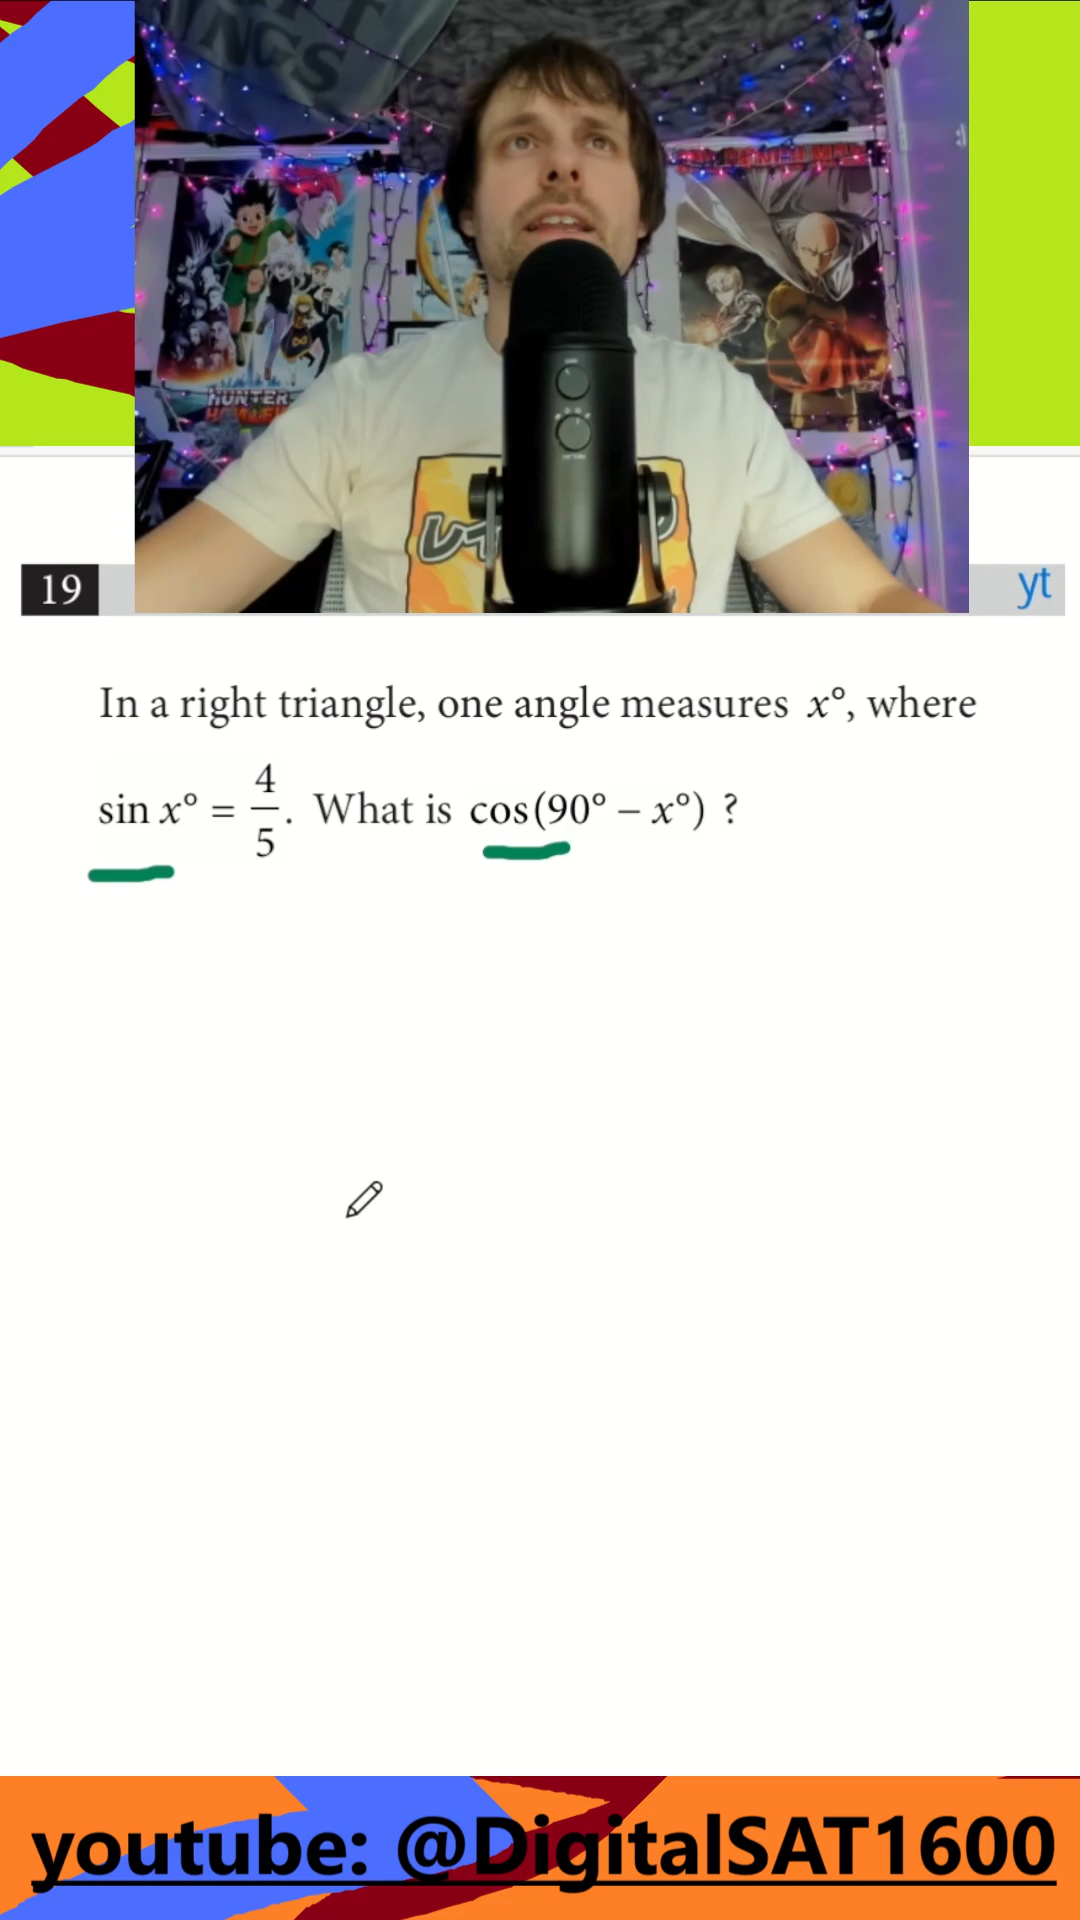 HUNTER
19
yt
In a right triangle, one angle measures x°, where
sin x° = 4/5. What is cos(90° – x°) ?
youtube: @DigitalSAT1600